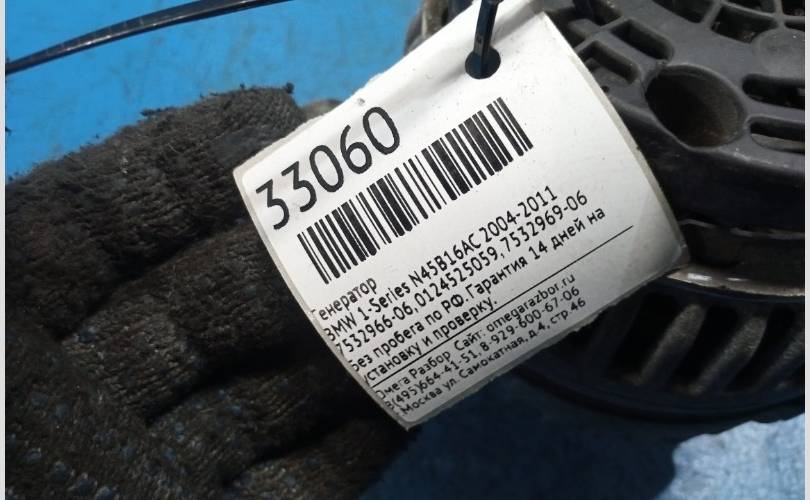 33060
Генератор
BMW 1-Series N45B16AC 2004-2011
7532966-06, 0124525059, 7532969-06
Без пробега по РФ. Гарантия 14 дней на
установку и проверку.
Омега Разбор Сайт: omegarazbor.ru
8(495)664-41-51, 8-929-600-67-06
г. Москва ул. Самокатная, д.4, стр.46